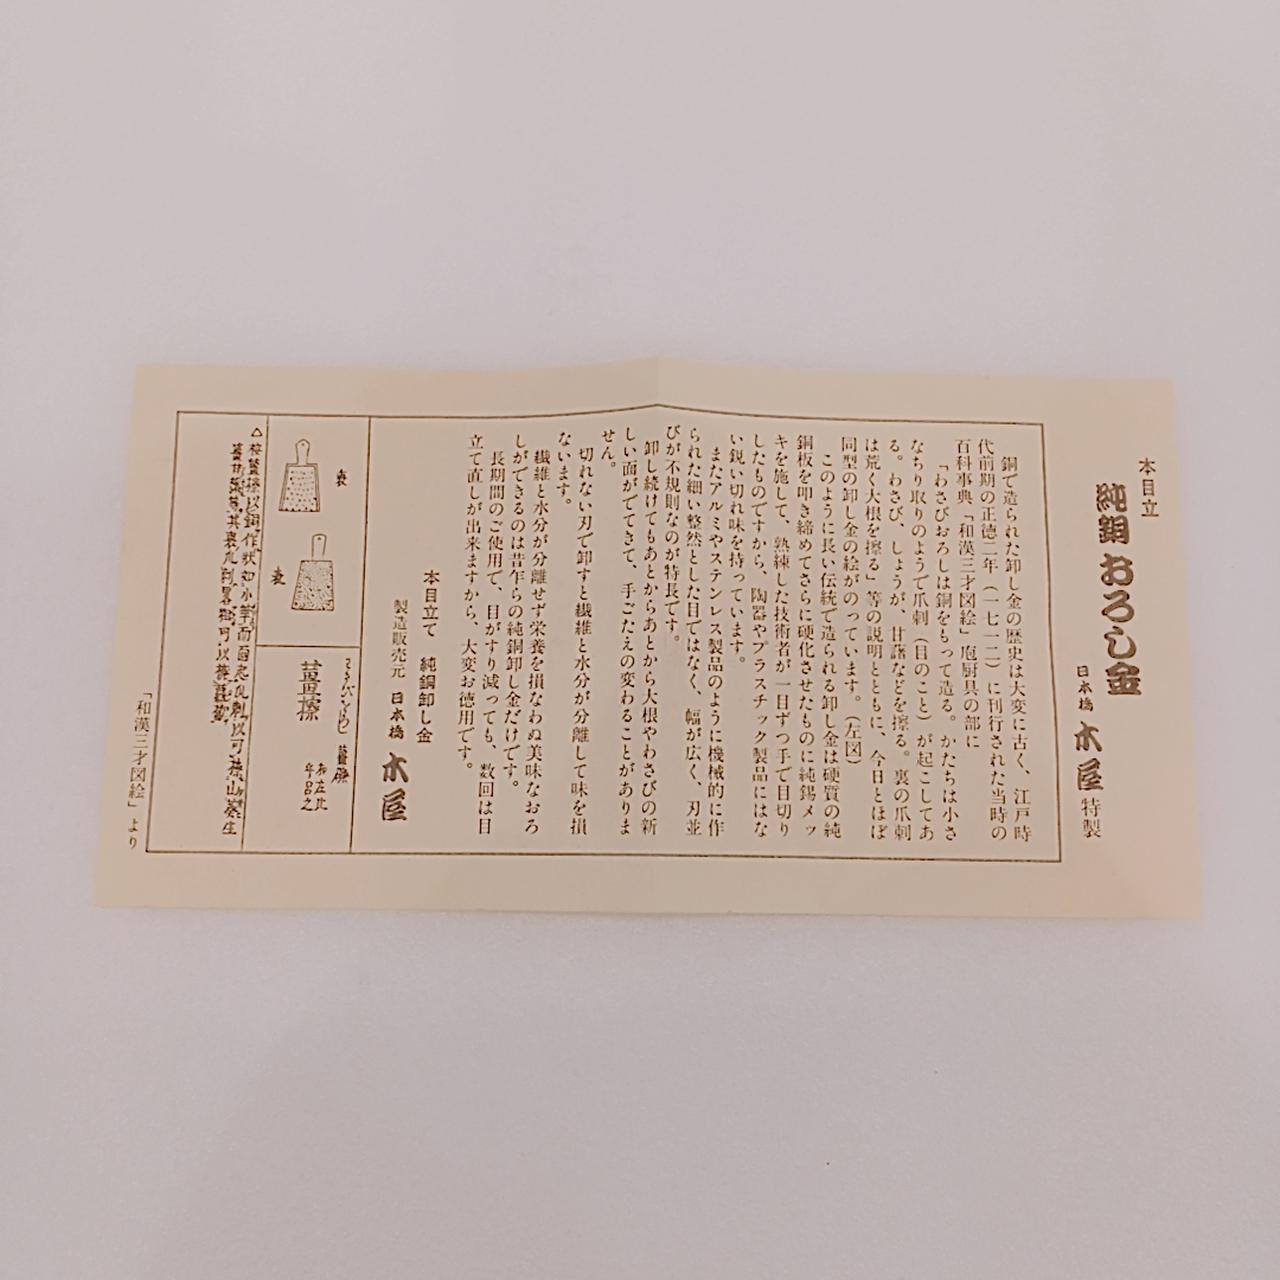 本目立
純銅おろし金
日本橋 木屋 特製
銅で造られた卸し金の歴史は大変に古く、江戸時
代前期の正徳二年（一七一二）に刊行された当時の
百科事典「和漢三才図絵」庖厨具の部に
「わさびおろしは銅をもって造る。かたちは小さ
なちり取りのようで爪刺（目のこと）が起こしてあ
る。わさび、しょうが、甘藷などを擦る。裏の爪刺
は荒く大根を擦る」等の説明とともに、今日とほぼ
同型の卸し金の絵がのっています。（左図）
このように長い伝統で造られる卸し金は硬質の純
銅板を叩き締めてさらに硬化させたものに純錫メッ
キを施して、熟練した技術者が一目ずつ手で目切り
したものですから、陶器やプラスチック製品にはな
い鋭い切れ味を持っています。
またアルミやステンレス製品のように機械的に作
られた細い整然とした目ではなく、幅が広く、刃並
びが不規則なのが特長です。
卸し続けてもあとからあとから大根やわさびの新
しい面がでてきて、手ごたえの変わることがありま
せん。
切れない刃で卸すと繊維と水分が分離して味を損
ないます。
繊維と水分が分離せず栄養を損なわぬ美味なおろ
しができるのは昔乍らの純銅卸し金だけです。
長期間のご使用で、目がすり減っても、数回は目
立て直しが出来ますから、大変お徳用です。
本目立て 純銅卸し金
製造販売元 日本橋 木屋
わさびをろし 薑擦
薑擦
表
「和漢三才図絵」より